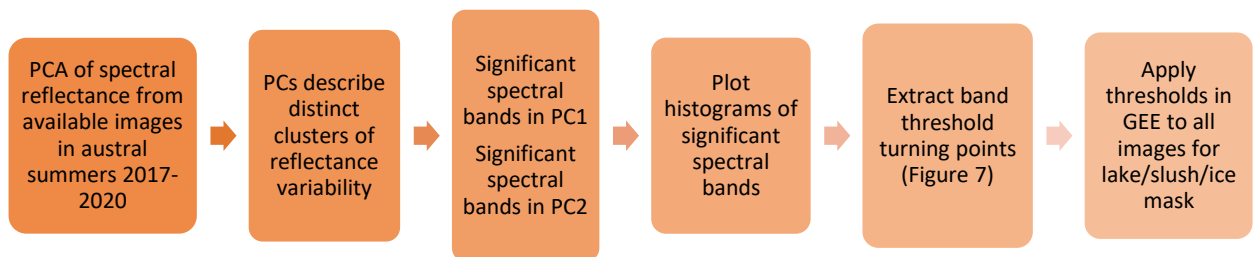 PCA of spectral
reflectance from
available images
in austral
summers 2017-
2020
PCs describe
distinct
clusters of
reflectance
variability
Significant
spectral
bands in PC1
Significant
spectral
bands in PC2
Plot
histograms of
significant
spectral
bands
Extract band
threshold
turning points
(Figure 7)
Apply
thresholds in
GEE to all
images for
lake/slush/ice
mask